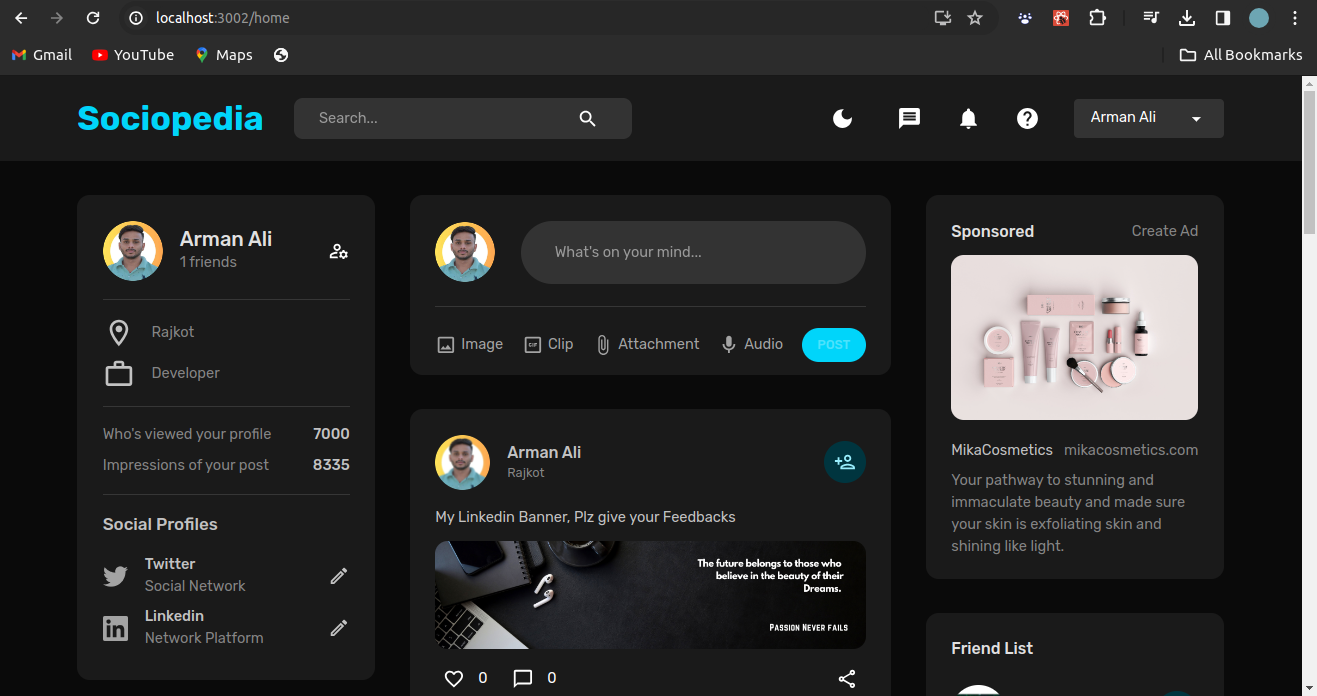 localhost:3002/home
Gmail
YouTube
Maps
All Bookmarks
Sociopedia
Search...
Arman Ali
Arman Ali
1 friends
Rajkot
Developer
Who's viewed your profile 7000
Impressions of your post 8335
Social Profiles
Twitter
Social Network
Linkedin
Network Platform
What's on your mind...
Image
GIF
Clip
Attachment
Audio
POST
Arman Ali
Rajkot
My Linkedin Banner, Plz give your Feedbacks
The future belongs to those who
believe in the beauty of their
Dreams.
Passion Never fails
0
0
Sponsored
Create Ad
MikaCosmetics
mikacosmetics.com
Your pathway to stunning and
immaculate beauty and made sure
your skin is exfoliating skin and
shining like light.
Friend List